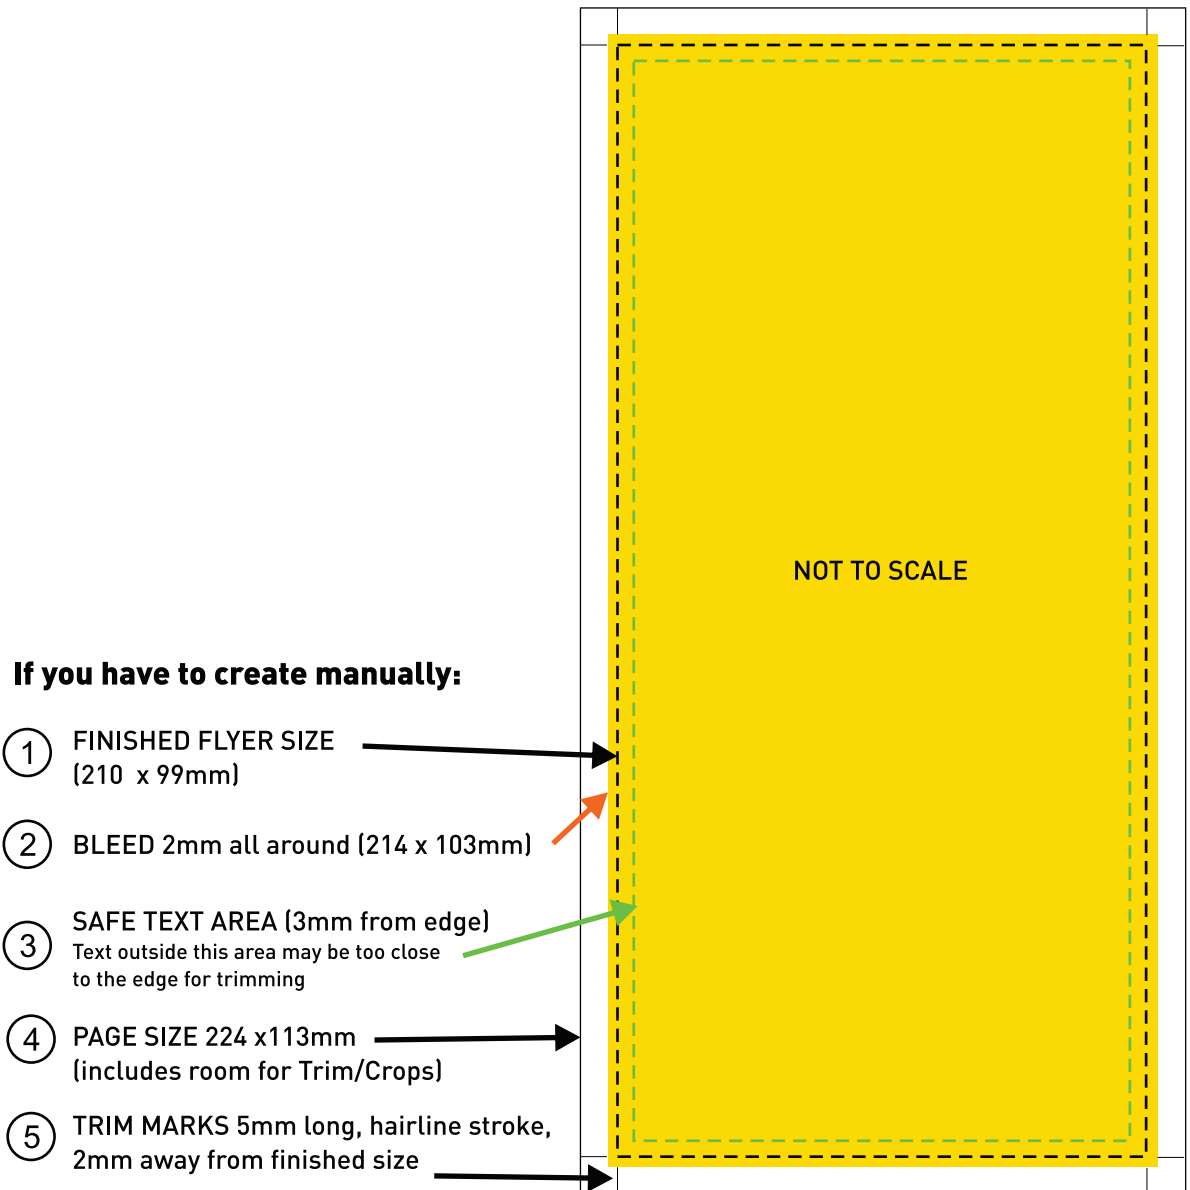 NOT TO SCALE
If you have to create manually:
1 FINISHED FLYER SIZE
(210 x 99mm)
2 BLEED 2mm all around (214 x 103mm)
3 SAFE TEXT AREA (3mm from edge)
Text outside this area may be too close
to the edge for trimming
4 PAGE SIZE 224 x113mm
(includes room for Trim/Crops)
5 TRIM MARKS 5mm long, hairline stroke,
2mm away from finished size